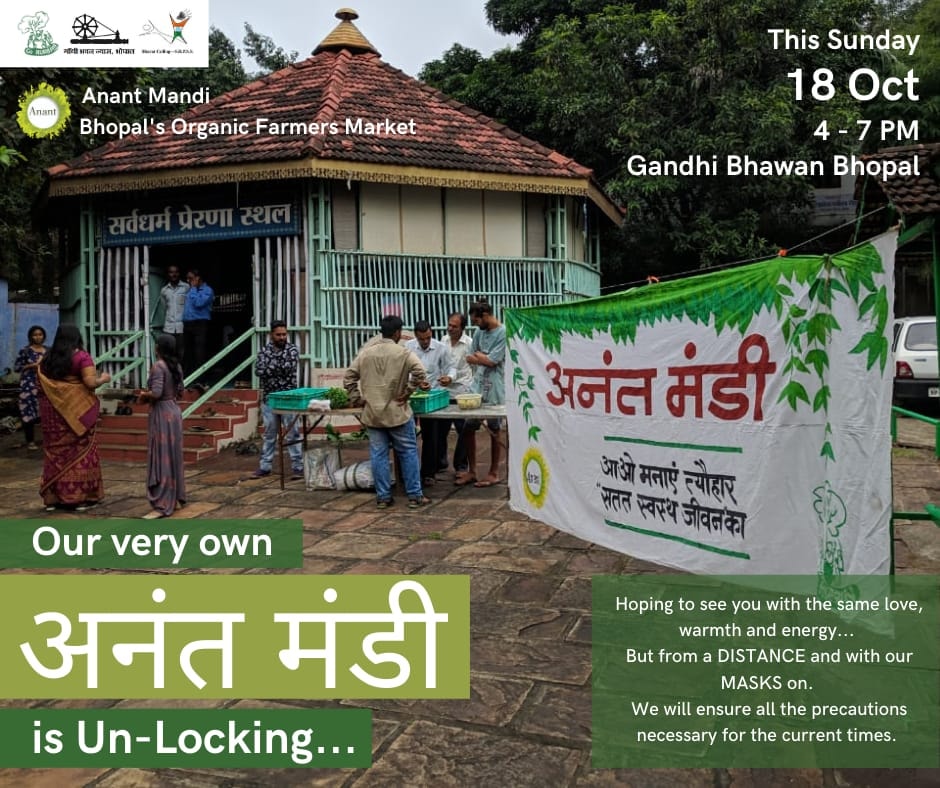 गाँधी भवन न्यास, भोपाल
Anant
Anant Mandi
Bhopal's Organic Farmers Market
This Sunday
18 Oct
4 - 7 PM
Gandhi Bhawan Bhopal
सर्वधर्म प्रेरणा स्थल
अनंत मंडी
आओ मनाएं त्यौहार
"सतत स्वस्थ जीवन"का
Our very own
अनंत मंडी
is Un-Locking...
Hoping to see you with the same love,
warmth and energy...
But from a DISTANCE and with our
MASKS on.
We will ensure all the precautions
necessary for the current times.